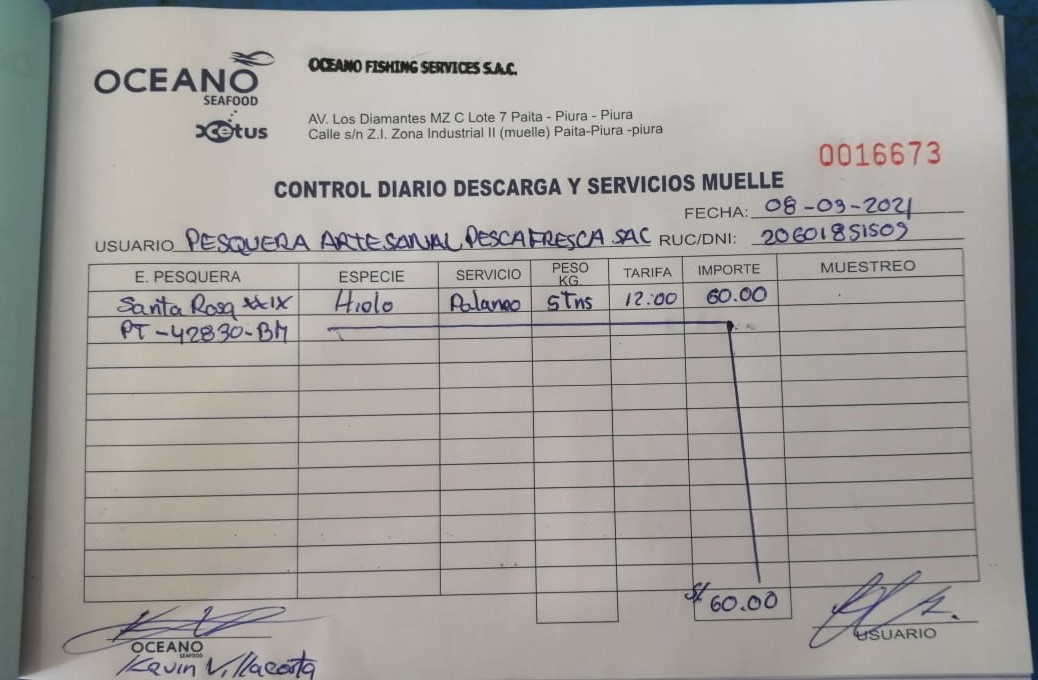 OCEANO
SEAFOOD
xcetus
OCEANO FISHING SERVICES S.A.C.
AV. Los Diamantes MZ C Lote 7 Paita - Piura - Piura
Calle s/n Z.I. Zona Industrial II (muelle) Paita-Piura -piura
0016673
CONTROL DIARIO DESCARGA Y SERVICIOS MUELLE
FECHA: 08-03-2021
USUARIO PESQUERA ARTESANAL PESCAFRESCA SAC RUC/DNI: 20601851509
E. PESQUERA ESPECIE SERVICIO PESO KG. TARIFA IMPORTE MUESTREO
Santa Rosa XXIX Hielo 5tns 12.00 60.00
PT-42830-BM
S/ 60.00
OCEANO
SEAFOOD
USUARIO
Kevin Villacorta